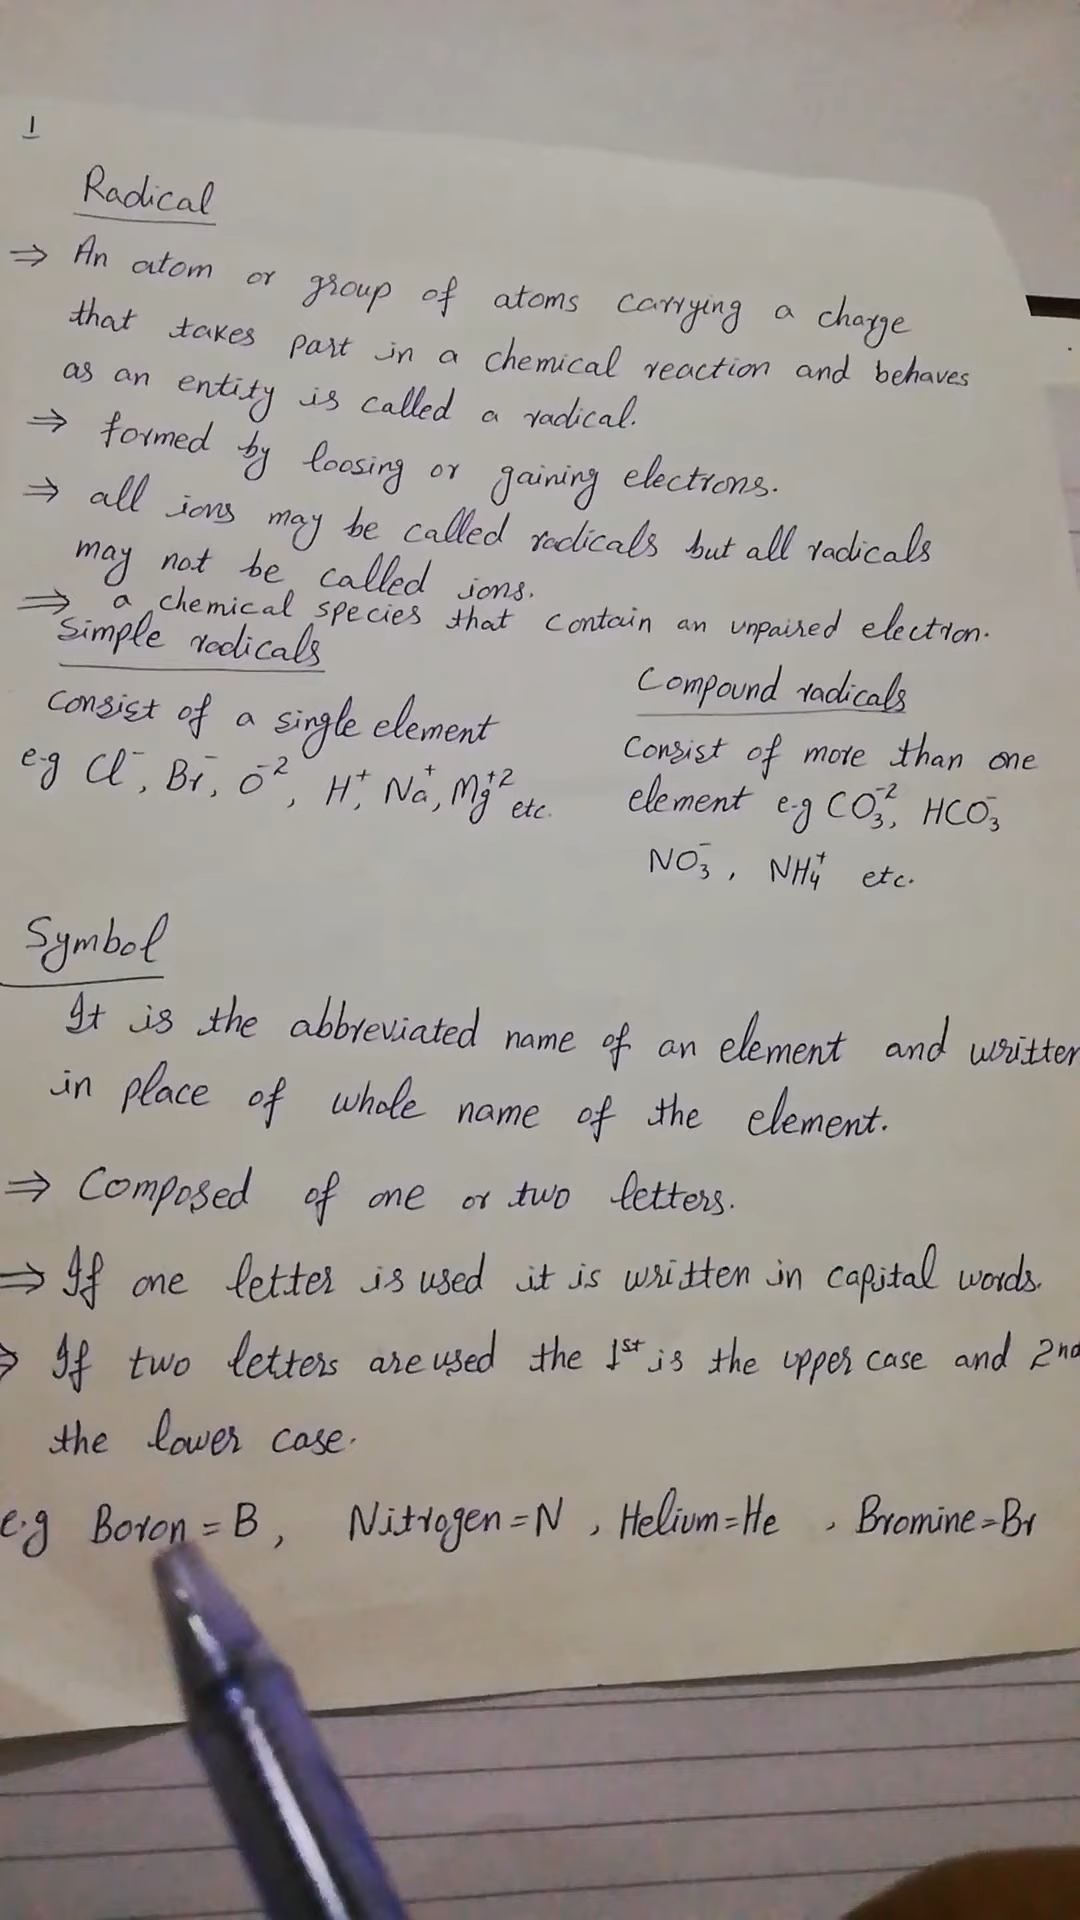 1
Radical
⇒ An atom or group of atoms carrying a charge
that takes part in a chemical reaction and behaves
as an entity is called a radical.
⇒ formed by loosing or gaining electrons.
⇒ all ions may be called radicals but all radicals
may not be called ions.
⇒ a chemical species that contain an unpaired electron.
Simple radicals
consist of a single element
e-g Cl⁻, Br⁻, O⁻², H⁺, Na⁺, Mg⁺² etc.
Compound radicals
Consist of more than one
element e-g CO₃⁻², HCO₃⁻
NO₃⁻, NH₄⁺ etc.
Symbol
It is the abbreviated name of an element and written
in place of whole name of the element.
⇒ Composed of one or two letters.
⇒ If one letter is used it is written in capital words.
⇒ If two letters are used the 1st is the upper case and 2nd
the lower case.
e.g Boron = B, Nitrogen = N, Helium = He, Bromine = Br